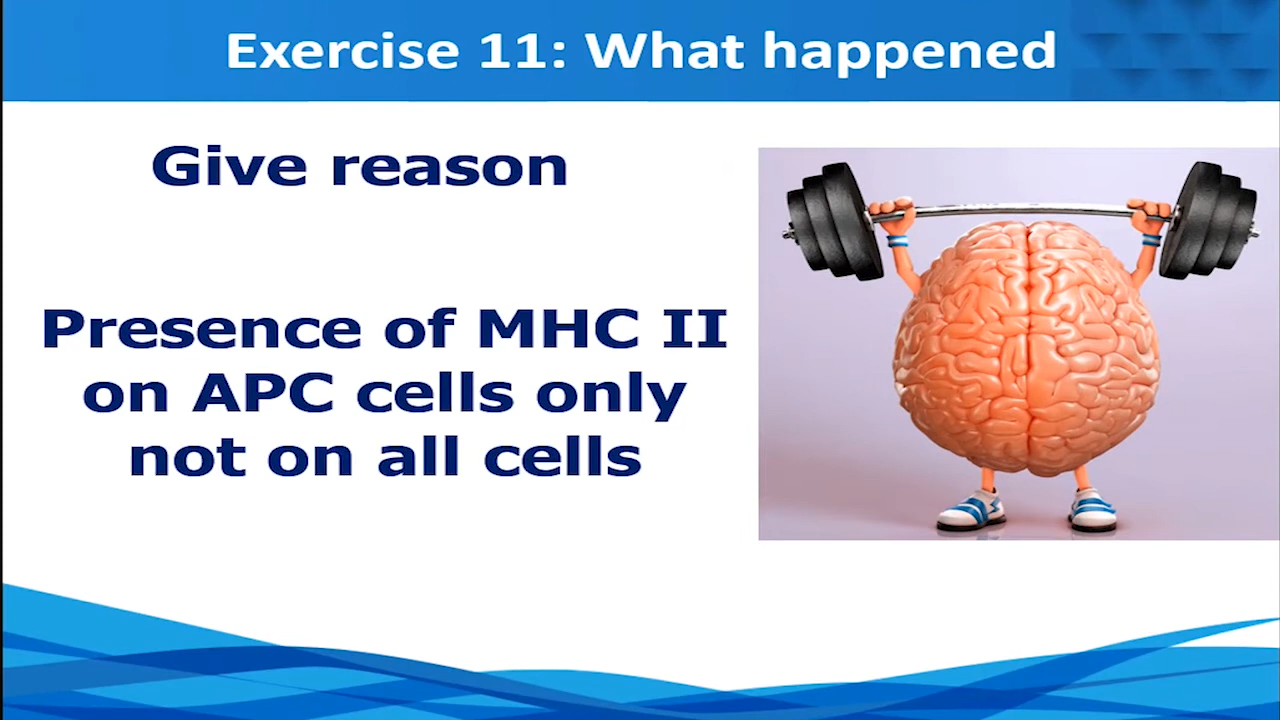 Exercise 11: What happened
Give reason
Presence of MHC II
on APC cells only
not on all cells